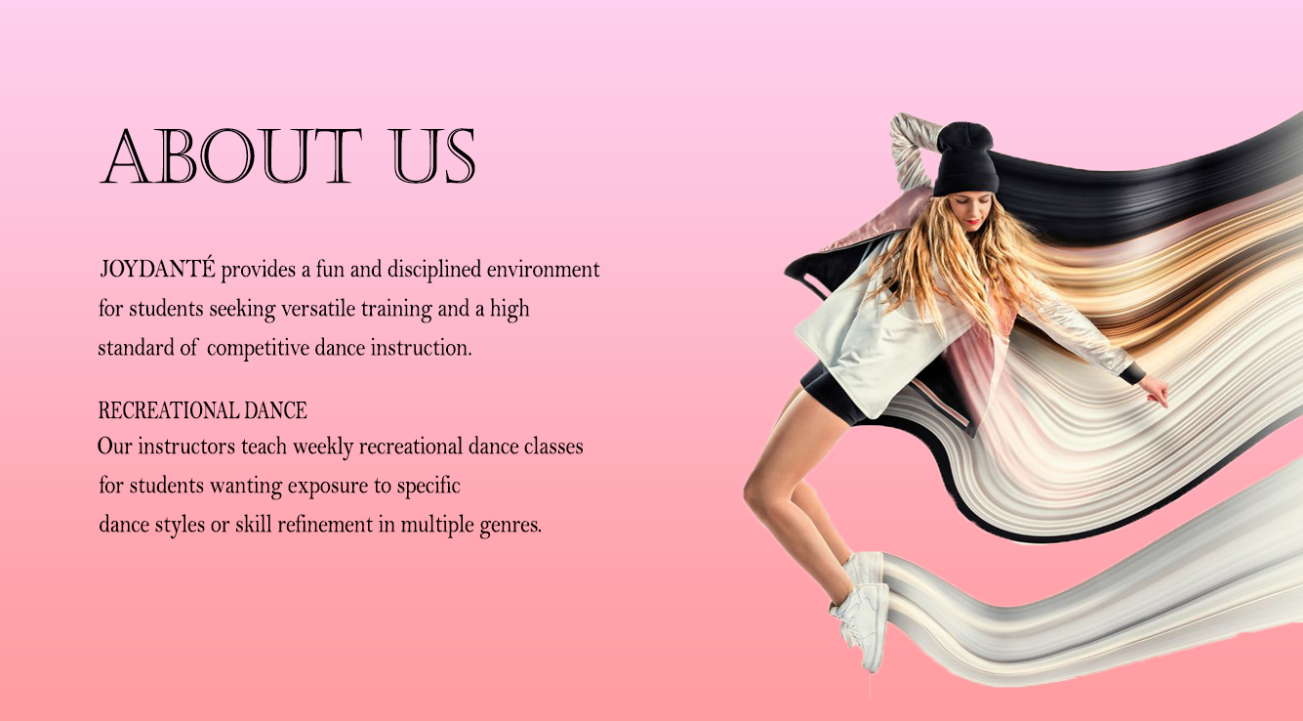 ABOUT US
JOYDANTÉ provides a fun and disciplined environment
for students seeking versatile training and a high
standard of competitive dance instruction.
RECREATIONAL DANCE
Our instructors teach weekly recreational dance classes
for students wanting exposure to specific
dance styles or skill refinement in multiple genres.